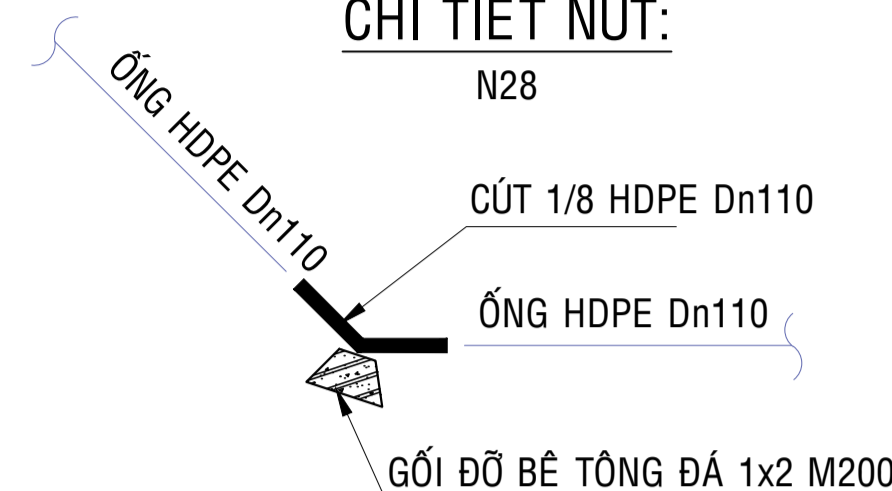 CHI TIẾT NÚT:
N28
ỐNG HDPE Dn110
CÚT 1/8 HDPE Dn110
ỐNG HDPE Dn110
GỐI ĐỠ BÊ TÔNG ĐÁ 1x2 M200